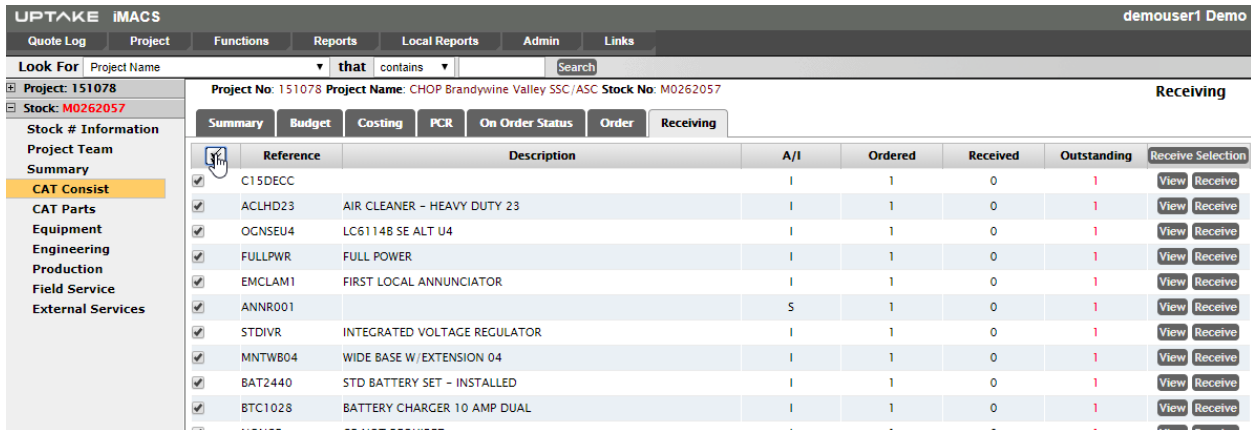 UPTAKE iMACS demouser1 Demo
Quote Log Project Functions Reports Local Reports Admin Links
Look For Project Name that contains Search
Project: 151078
Project No: 151078 Project Name: CHOP Brandywine Valley SSC/ASC Stock No: M0262057 Receiving
Stock: M0262057
Summary Budget Costing PCR On Order Status Order Receiving
Stock # Information
Project Team
Summary
CAT Consist
CAT Parts
Equipment
Engineering
Production
Field Service
External Services
Reference Description A/I Ordered Received Outstanding Receive Selection
C15DECC I 1 0 1 View Receive
ACLHD23 AIR CLEANER - HEAVY DUTY 23 I 1 0 1 View Receive
OGNSEU4 LC6114B SE ALT U4 I 1 0 1 View Receive
FULLPWR FULL POWER I 1 0 1 View Receive
EMCLAM1 FIRST LOCAL ANNUNCIATOR I 1 0 1 View Receive
ANNR001 S 1 0 1 View Receive
STDIVR INTEGRATED VOLTAGE REGULATOR I 1 0 1 View Receive
MNTWB04 WIDE BASE W/EXTENSION 04 I 1 0 1 View Receive
BAT2440 STD BATTERY SET - INSTALLED I 1 0 1 View Receive
BTC1028 BATTERY CHARGER 10 AMP DUAL I 1 0 1 View Receive